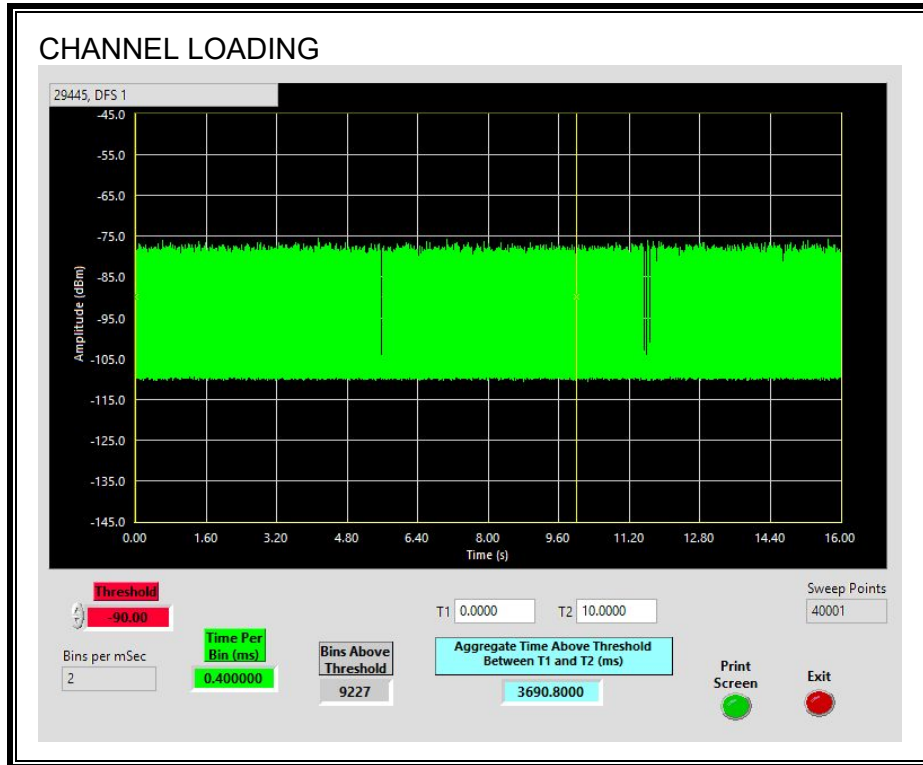 CHANNEL LOADING
29445, DFS 1
-45.0
-55.0
-65.0
-75.0
-85.0
-95.0
-105.0
-115.0
-125.0
-135.0
-145.0
Amplitude (dBm)
0.00 1.60 3.20 4.80 6.40 8.00 9.60 11.20 12.80 14.40 16.00
Time (s)
Threshold
-90.00
Bins per mSec
2
Time Per
Bin (ms)
0.400000
Bins Above
Threshold
9227
T1 0.0000 T2 10.0000
Aggregate Time Above Threshold
Between T1 and T2 (ms)
3690.8000
Sweep Points
40001
Print
Screen
Exit